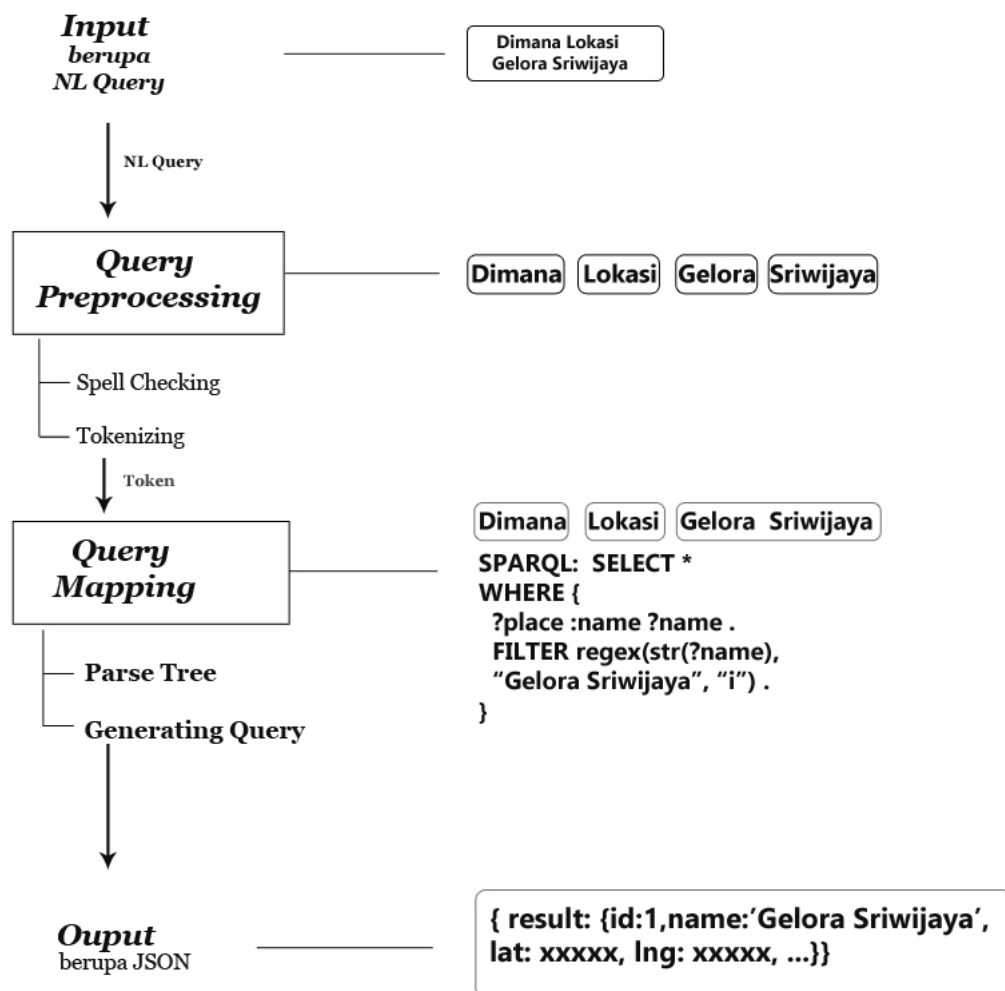 Input
berupa
NL Query
Dimana Lokasi
Gelora Sriwijaya
NL Query
Query
Preprocessing
Dimana Lokasi Gelora Sriwijaya
Spell Checking
Tokenizing
Token
Query
Mapping
Dimana Lokasi Gelora Sriwijaya
SPARQL: SELECT *
WHERE {
?place :name ?name .
FILTER regex(str(?name),
“Gelora Sriwijaya”, “i”) .
}
Parse Tree
Generating Query
Ouput
berupa JSON
{ result: {id:1,name:’Gelora Sriwijaya’,
lat: xxxxx, lng: xxxxx, ...}}